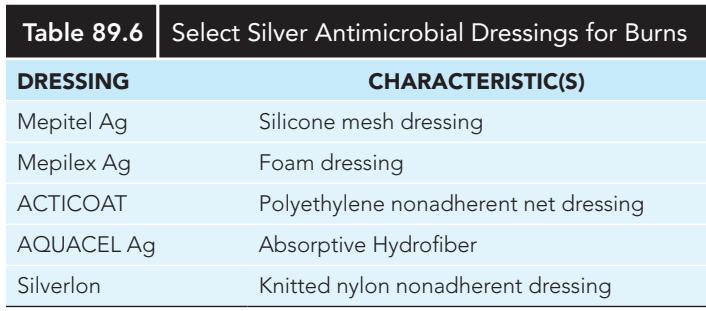 Table 89.6 Select Silver Antimicrobial Dressings for Burns
DRESSING CHARACTERISTIC(S)
Mepitel Ag Silicone mesh dressing
Mepilex Ag Foam dressing
ACTICOAT Polyethylene nonadherent net dressing
AQUACEL Ag Absorptive Hydrofiber
Silverlon Knitted nylon nonadherent dressing